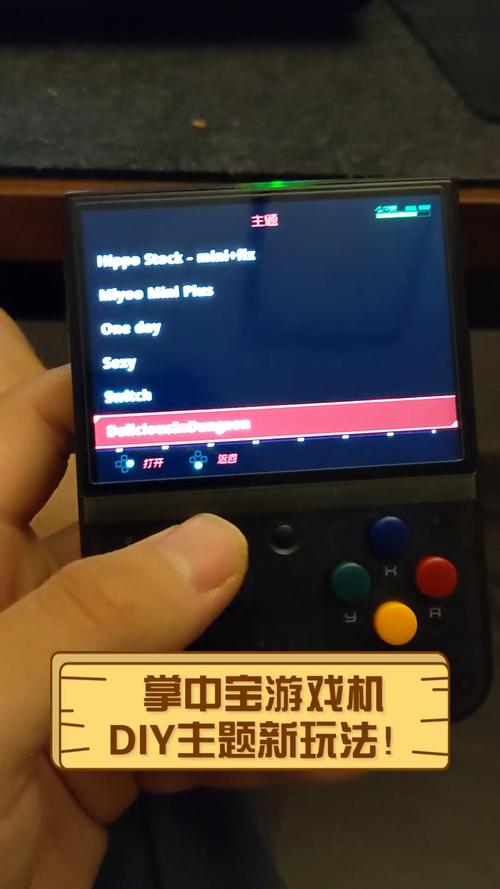 主题
Hippo Stock - mini+fix
Miyoo Mini Plus
One day
Sexy
Switch
DeliciousInDungeon
打开
返回
X
Y
A
掌中宝游戏机
DIY主题新玩法!